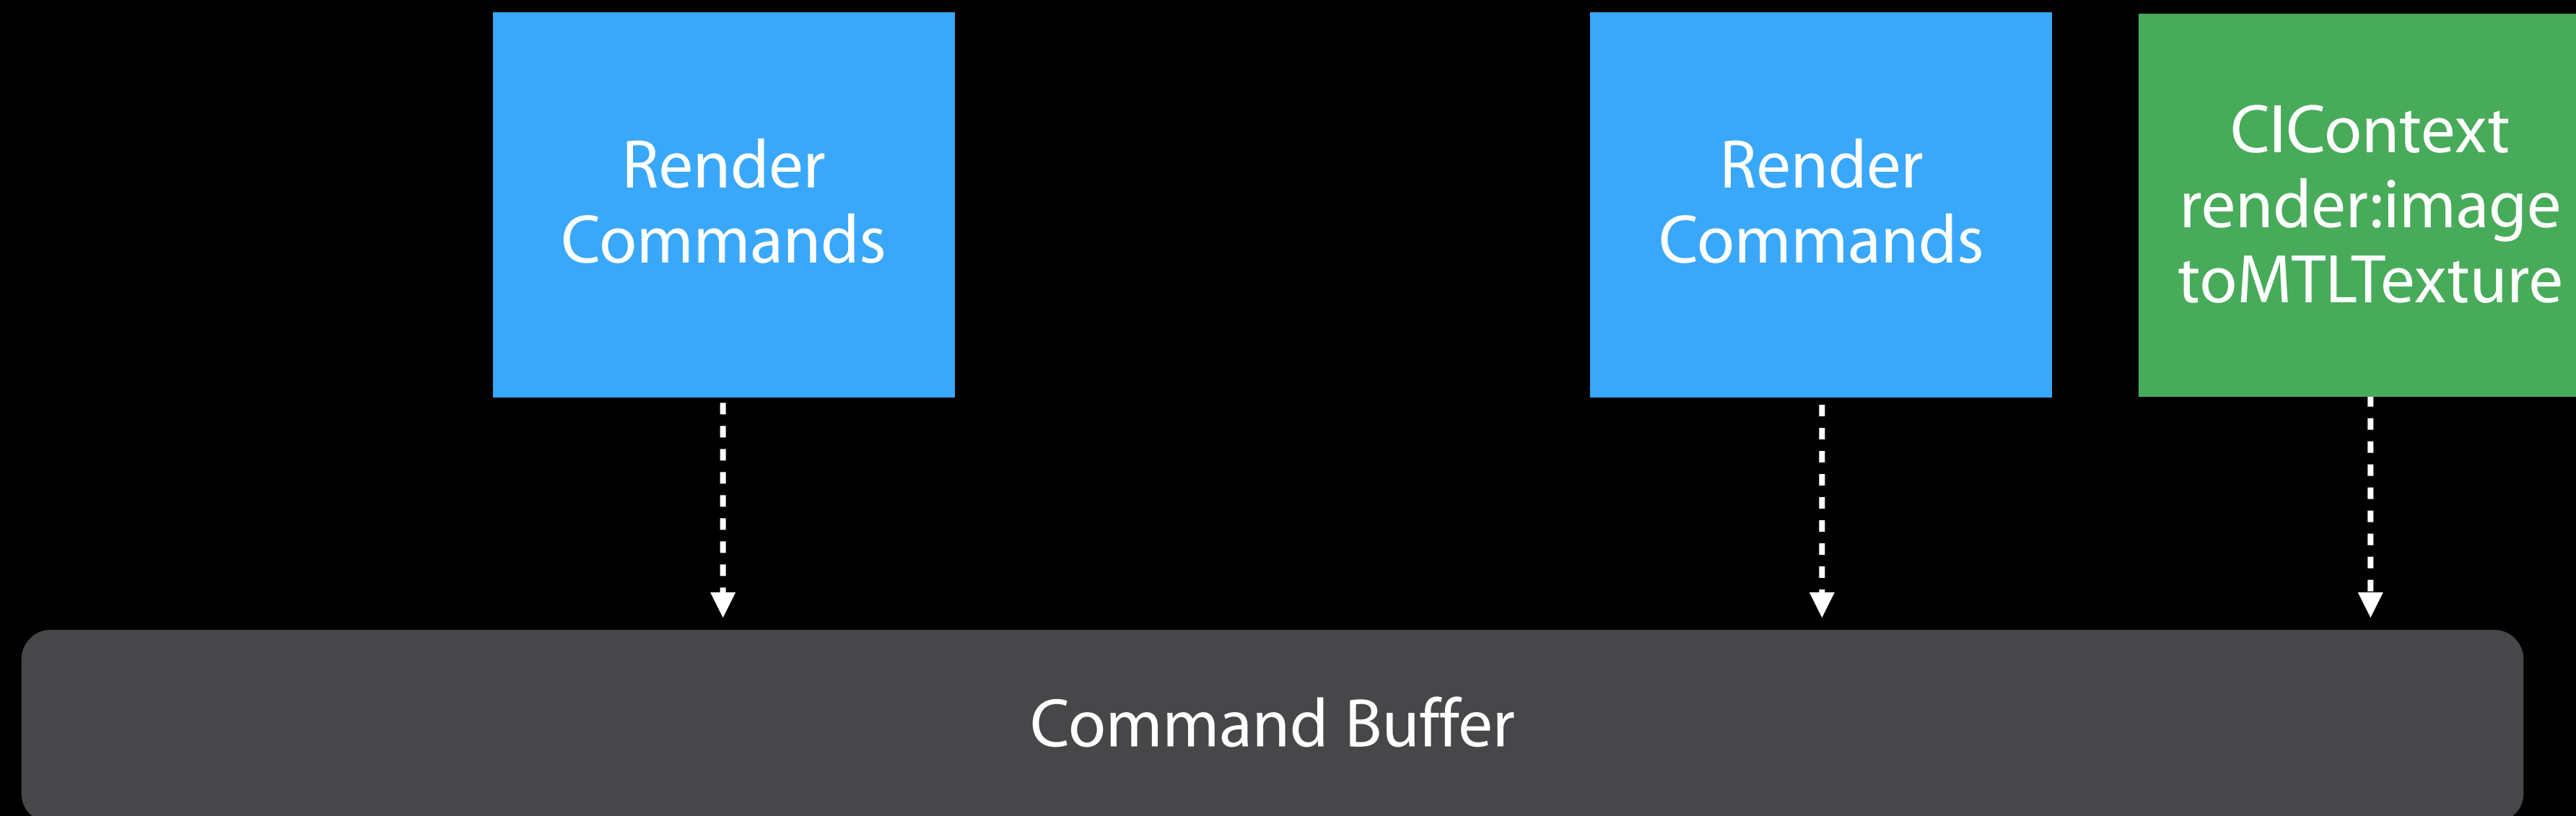 Render
Commands
Render
Commands
CIContext
render:image
toMTLTexture
Command Buffer